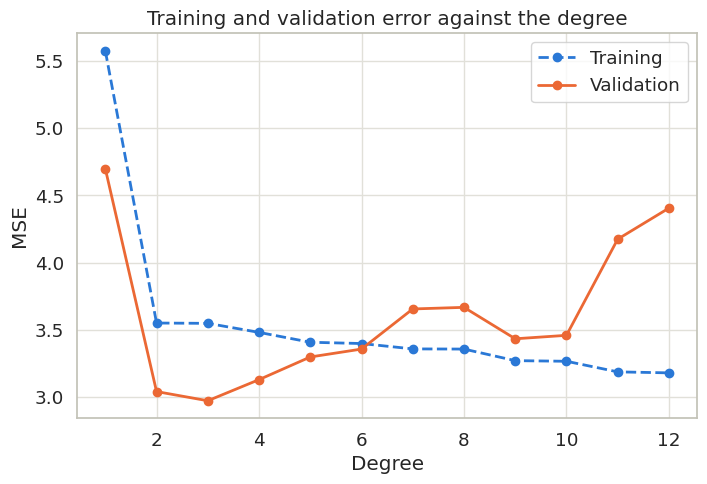 Training and validation error against the degree
Training
Validation
MSE
5.5
5.0
4.5
4.0
3.5
3.0
2 4 6 8 10 12
Degree